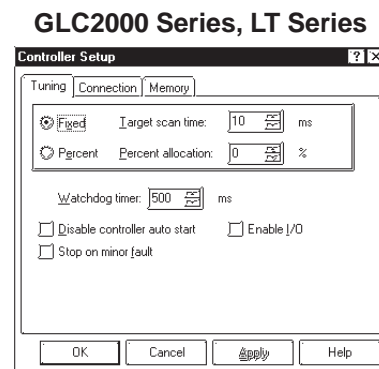 GLC2000 Series, LT Series
Controller Setup
Tuning Connection Memory
Fixed Target scan time: 10 ms
Percent Percent allocation: 0 %
Watchdog timer: 500 ms
Disable controller auto start Enable I/O
Stop on minor fault
OK Cancel Apply Help